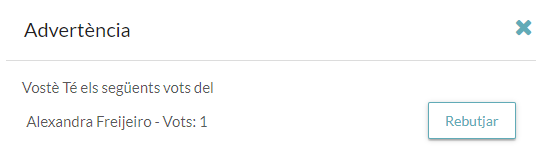 Advertència
Vostè Té els següents vots del
Alexandra Freijeiro - Vots: 1
Rebutjar